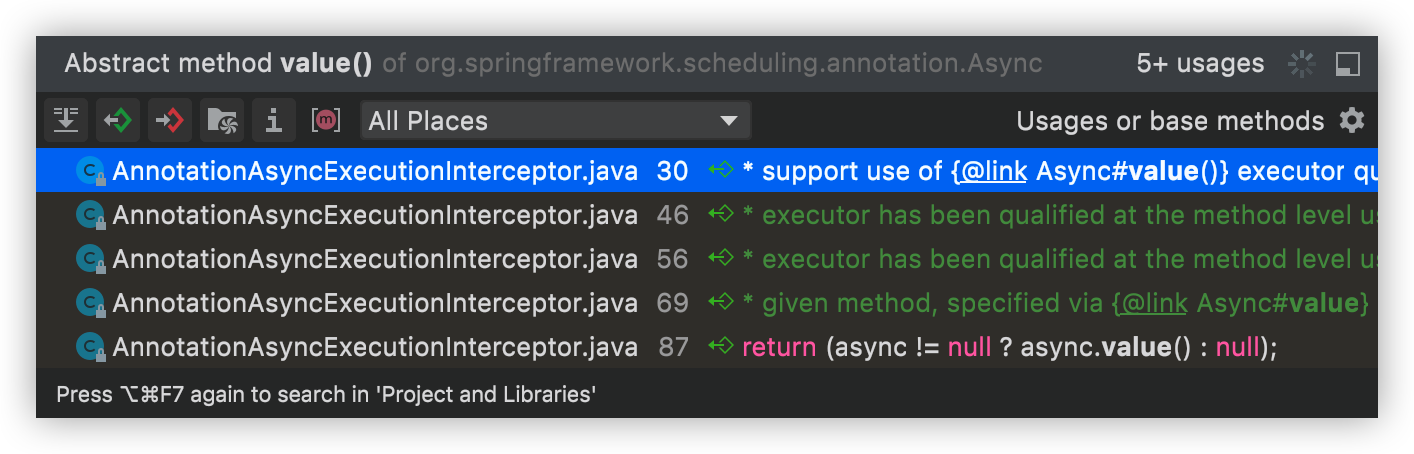 Abstract method value() of org.springframework.scheduling.annotation.Async 5+ usages
All Places Usages or base methods
AnnotationAsyncExecutionInterceptor.java 30 * support use of {@link Async#value()} executor
AnnotationAsyncExecutionInterceptor.java 46 * executor has been qualified at the method level
AnnotationAsyncExecutionInterceptor.java 56 * executor has been qualified at the method level
AnnotationAsyncExecutionInterceptor.java 69 * given method, specified via {@link Async#value}
AnnotationAsyncExecutionInterceptor.java 87 return (async != null ? async.value() : null);
Press ⌥⌘F7 again to search in 'Project and Libraries'